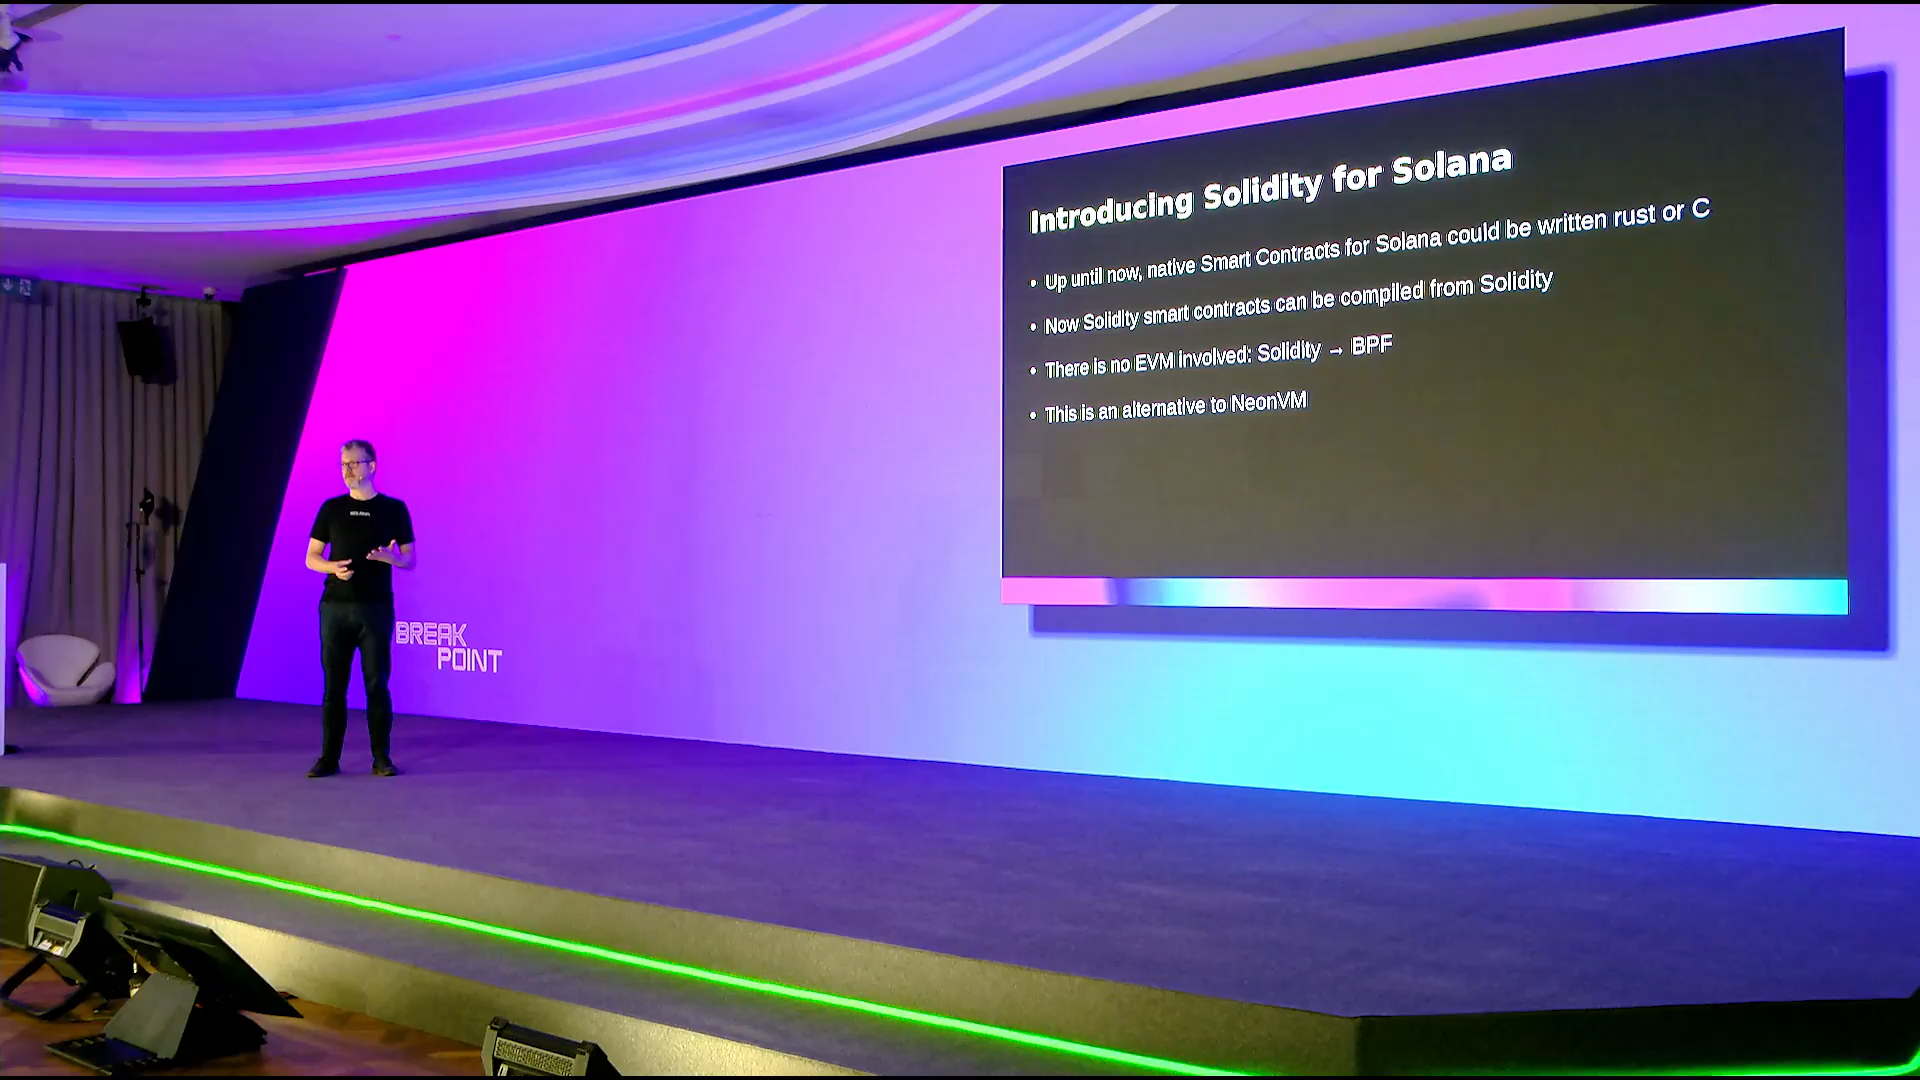 Introducing Solidity for Solana
• Up until now, native Smart Contracts for Solana could be written rust or C
• Now Solidity smart contracts can be compiled from Solidity
• There is no EVM involved: Solidity → BPF
• This is an alternative to NeonVM
SOLANA
BREAK
POINT